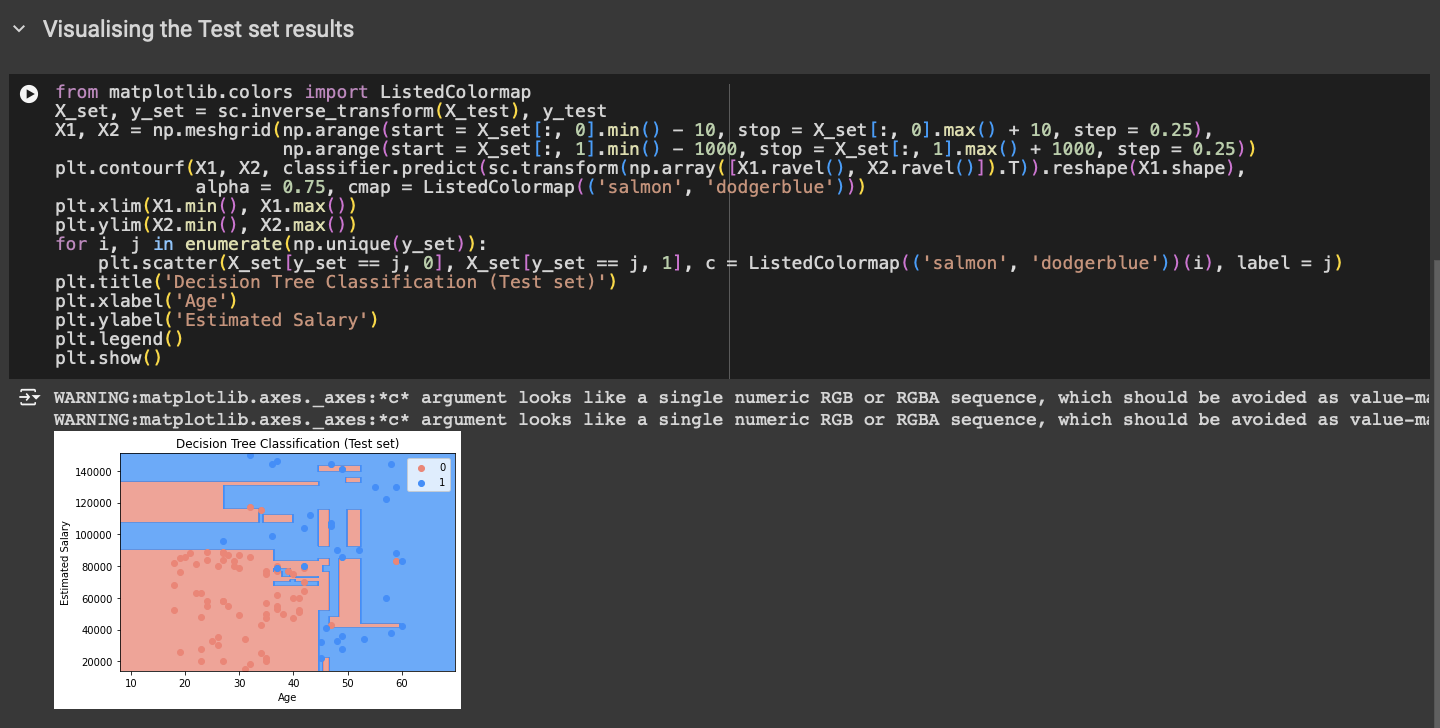 Visualising the Test set results
from matplotlib.colors import ListedColormap
X_set, y_set = sc.inverse_transform(X_test), y_test
X1, X2 = np.meshgrid(np.arange(start = X_set[:, 0].min() - 10, stop = X_set[:, 0].max() + 10, step = 0.25),
                     np.arange(start = X_set[:, 1].min() - 1000, stop = X_set[:, 1].max() + 1000, step = 0.25))
plt.contourf(X1, X2, classifier.predict(sc.transform(np.array([X1.ravel(), X2.ravel()]).T)).reshape(X1.shape),
             alpha = 0.75, cmap = ListedColormap(('salmon', 'dodgerblue')))
plt.xlim(X1.min(), X1.max())
plt.ylim(X2.min(), X2.max())
for i, j in enumerate(np.unique(y_set)):
    plt.scatter(X_set[y_set == j, 0], X_set[y_set == j, 1], c = ListedColormap(('salmon', 'dodgerblue'))(i), label = j)
plt.title('Decision Tree Classification (Test set)')
plt.xlabel('Age')
plt.ylabel('Estimated Salary')
plt.legend()
plt.show()
WARNING:matplotlib.axes._axes:*c* argument looks like a single numeric RGB or RGBA sequence, which should be avoided as value-ma
WARNING:matplotlib.axes._axes:*c* argument looks like a single numeric RGB or RGBA sequence, which should be avoided as value-ma
Decision Tree Classification (Test set)
0
1
140000
120000
100000
80000
60000
40000
20000
Estimated Salary
10 20 30 40 50 60
Age